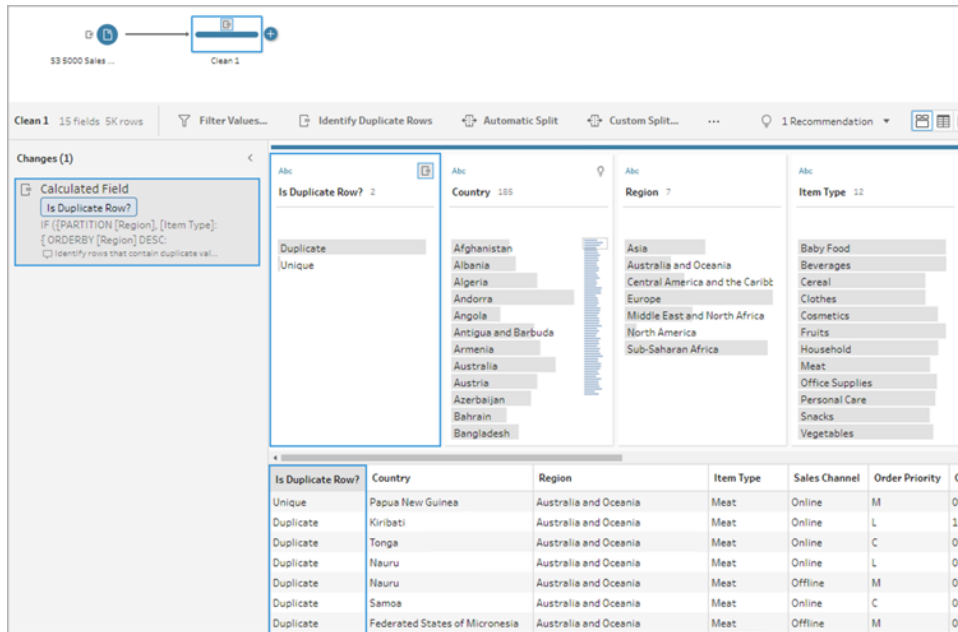 S3 5000 Sales ...
Clean 1
Clean 1 15 fields 5K rows
Filter Values...
Identify Duplicate Rows
Automatic Split
Custom Split...
...
1 Recommendation
Changes (1)
Calculated Field
Is Duplicate Row?
IF ({PARTITION [Region], [Item Type]:
{ ORDERBY [Region] DESC:
Identify rows that contain duplicate val...
Abc
Is Duplicate Row? 2
Duplicate
Unique
Abc
Country 185
Afghanistan
Albania
Algeria
Andorra
Angola
Antigua and Barbuda
Armenia
Australia
Austria
Azerbaijan
Bahrain
Bangladesh
Abc
Region 7
Asia
Australia and Oceania
Central America and the Caribb
Europe
Middle East and North Africa
North America
Sub-Saharan Africa
Abc
Item Type 12
Baby Food
Beverages
Cereal
Clothes
Cosmetics
Fruits
Household
Meat
Office Supplies
Personal Care
Snacks
Vegetables
Is Duplicate Row? Country Region Item Type Sales Channel Order Priority
Unique Papua New Guinea Australia and Oceania Meat Online M 0
Duplicate Kiribati Australia and Oceania Meat Online L 1
Duplicate Tonga Australia and Oceania Meat Online C 0
Duplicate Nauru Australia and Oceania Meat Online L 0
Duplicate Nauru Australia and Oceania Meat Offline M 0
Duplicate Samoa Australia and Oceania Meat Online C 0
Duplicate Federated States of Micronesia Australia and Oceania Meat Offline M 0